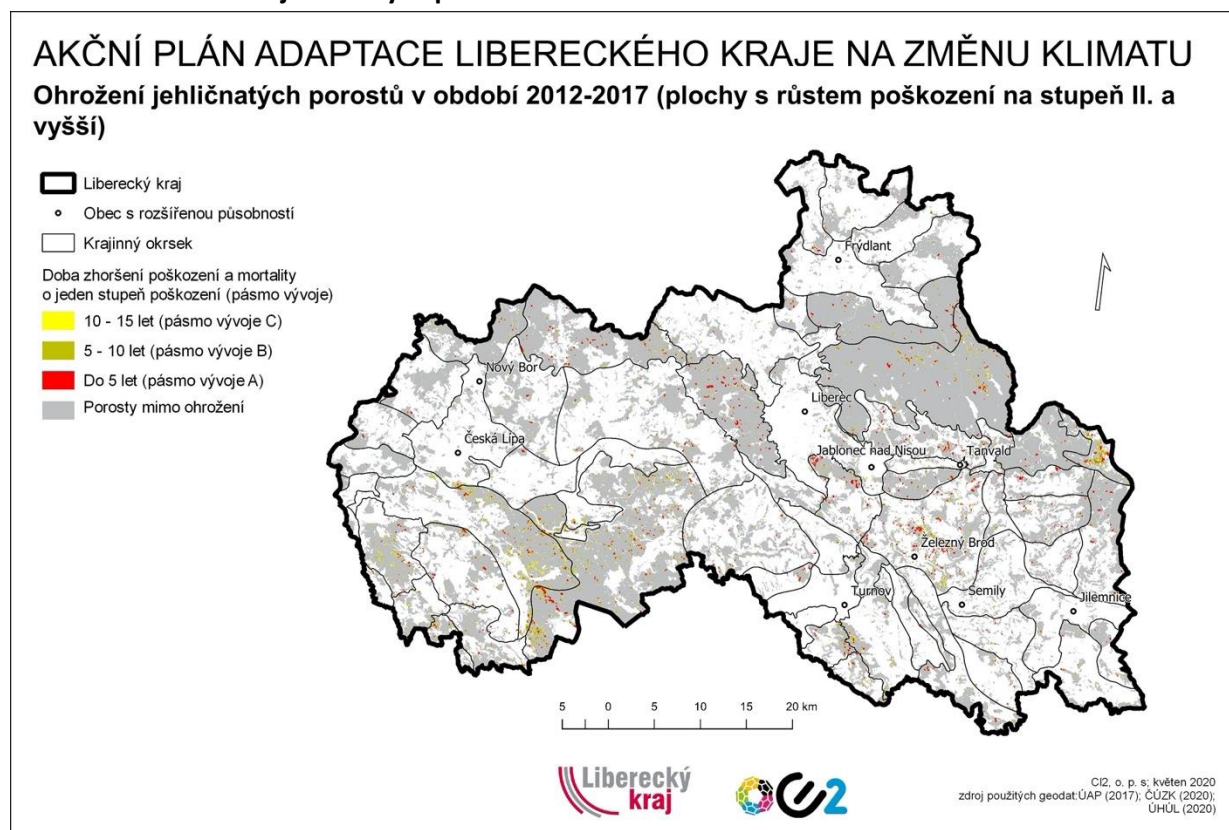 AKČNÍ PLÁN ADAPTACE LIBERECKÉHO KRAJE NA ZMĚNU KLIMATU
Ohrožení jehličnatých porostů v období 2012-2017 (plochy s růstem poškození na stupeň II. a
vyšší)
Liberecký kraj
Obec s rozšířenou působností
Krajinný okrsek
Doba zhoršení poškození a mortality
o jeden stupeň poškození (pásmo vývoje)
10 - 15 let (pásmo vývoje C)
5 - 10 let (pásmo vývoje B)
Do 5 let (pásmo vývoje A)
Porosty mimo ohrožení
Frýdlant
Nový Bor
Liberec
Česká Lípa
Jablonec nad Nisou
Tanvald
Železný Brod
Turnov
Semily
Jilemnice
5 0 5 10 15 20 km
Liberecký
kraj
CI2
CI2, o. p. s; květen 2020
zdroj použitých geodat:ÚAP (2017); ČÚZK (2020);
ÚHÚL (2020)